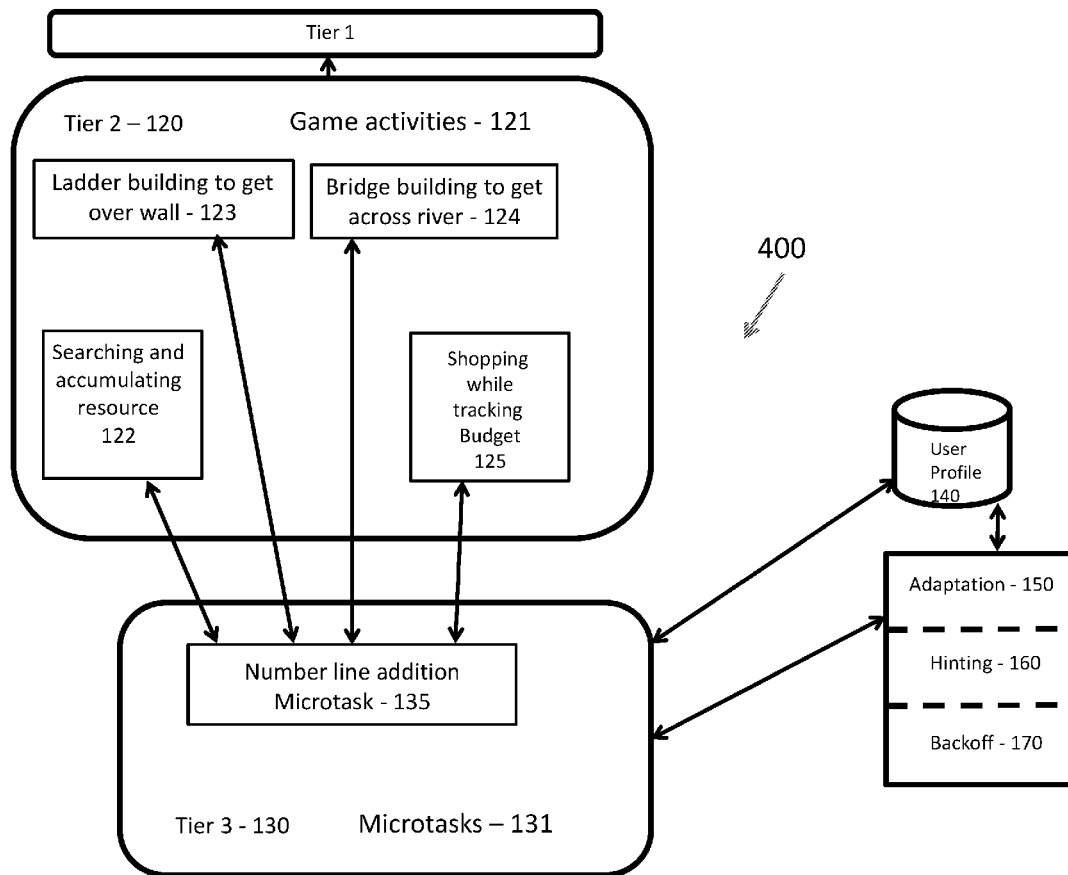 Tier 1
Tier 2 – 120
Game activities - 121
Ladder building to get
over wall - 123
Bridge building to get
across river - 124
400
Searching and
accumulating
resource
122
Shopping
while
tracking
Budget
125
User
Profile
140
Adaptation - 150
Hinting - 160
Backoff - 170
Number line addition
Microtask - 135
Tier 3 - 130
Microtasks – 131